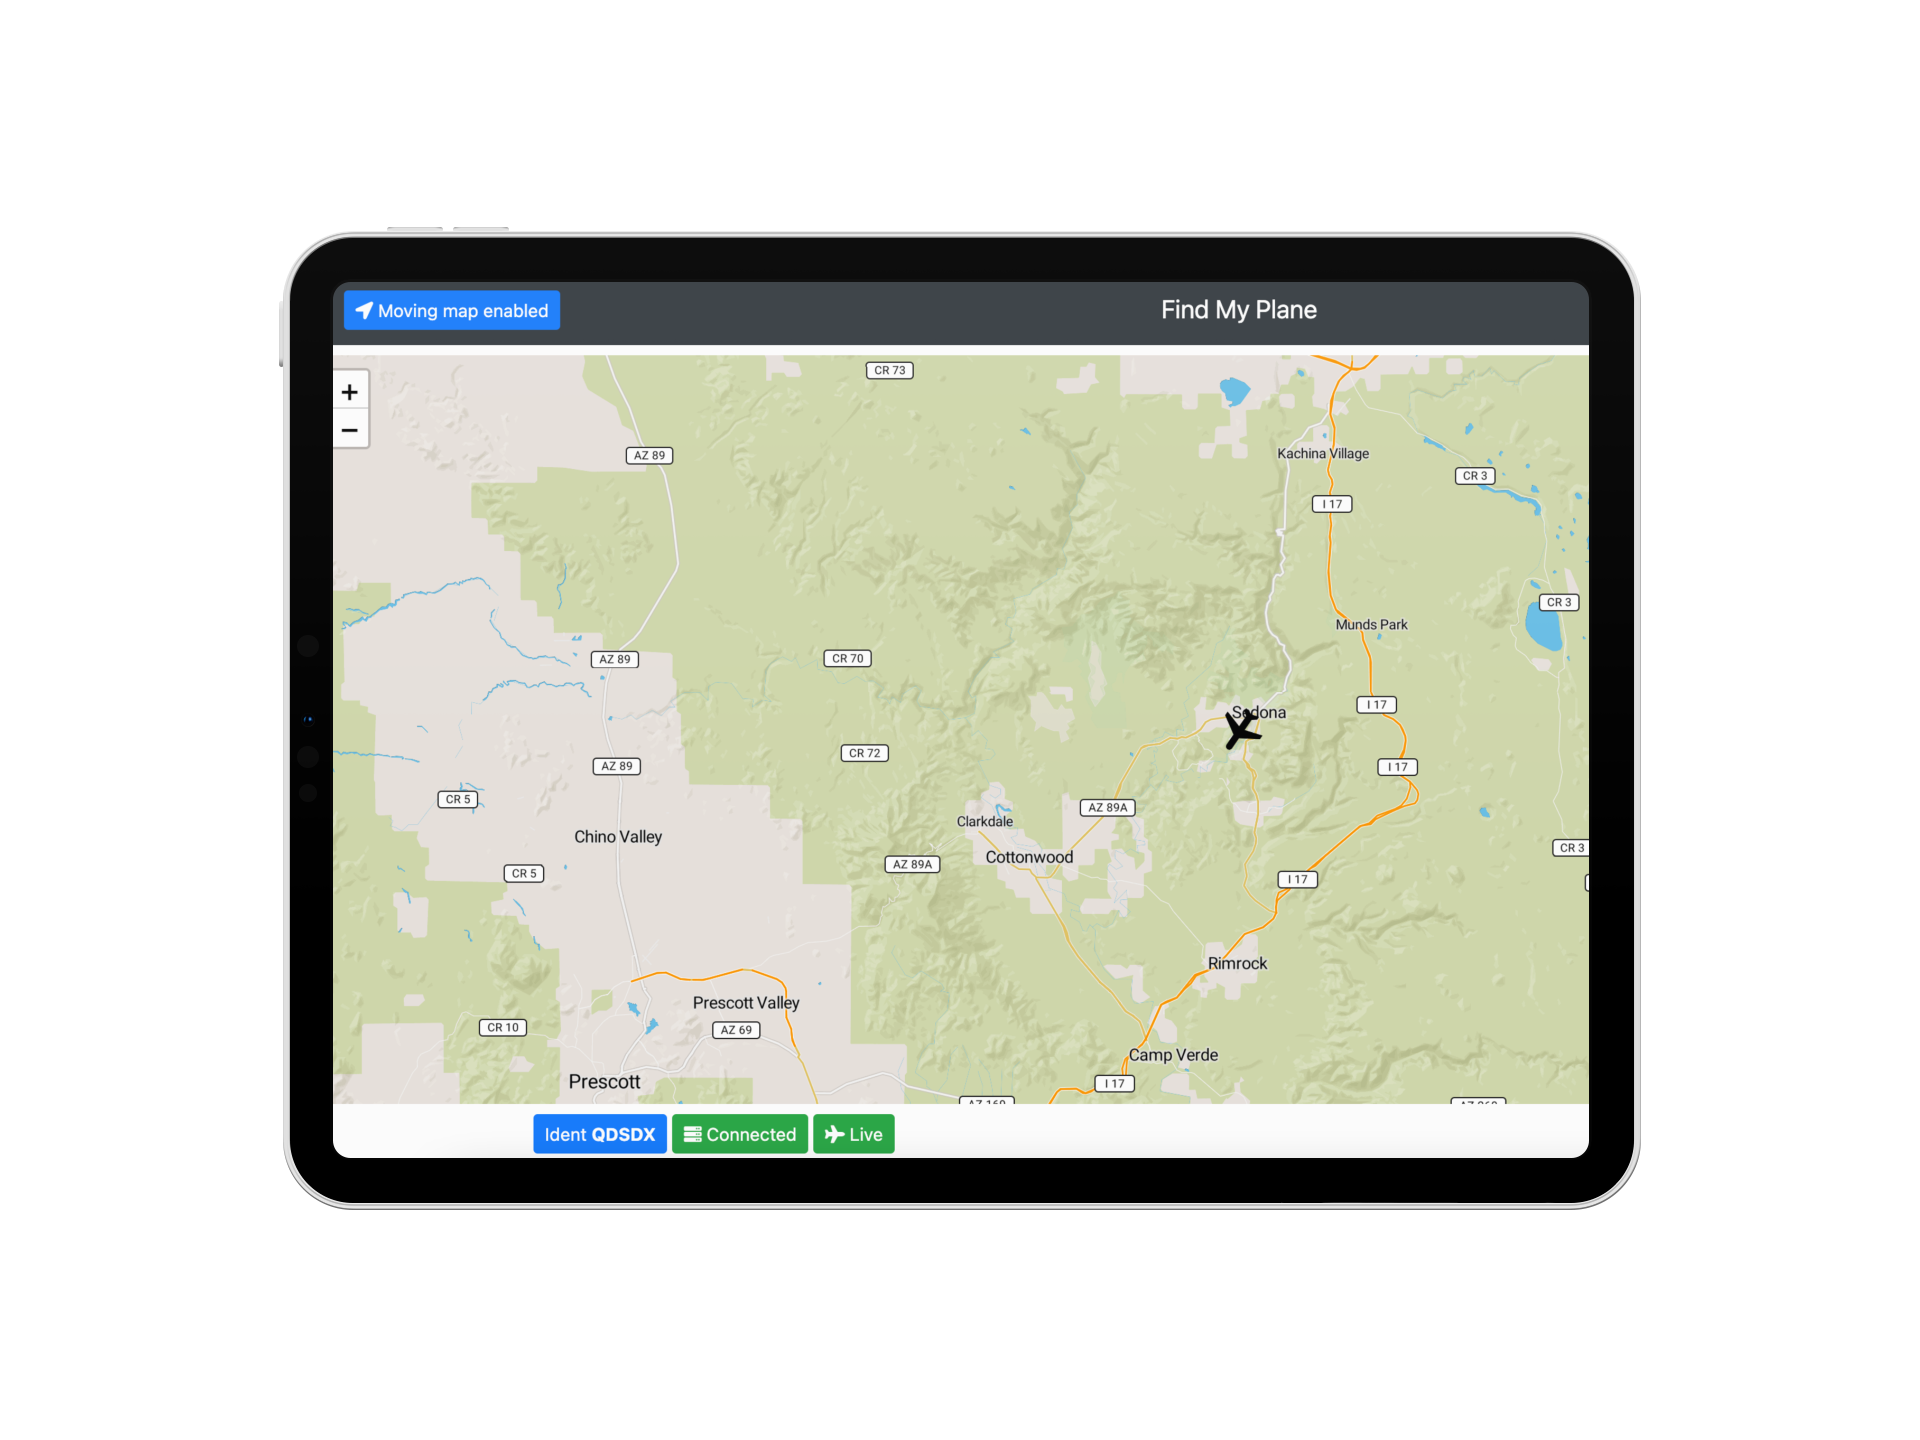 Moving map enabled
Find My Plane
+
−
CR 73
AZ 89
Kachina Village
CR 3
I 17
CR 3
Munds Park
AZ 89
CR 70
I 17
Sedona
CR 72
AZ 89
I 17
CR 5
AZ 89A
Clarkdale
Chino Valley
CR 3
Cottonwood
AZ 89A
CR 5
I 17
Rimrock
Prescott Valley
CR 10
AZ 69
Camp Verde
Prescott
I 17
AZ 169
Ident QDSDX
Connected
Live